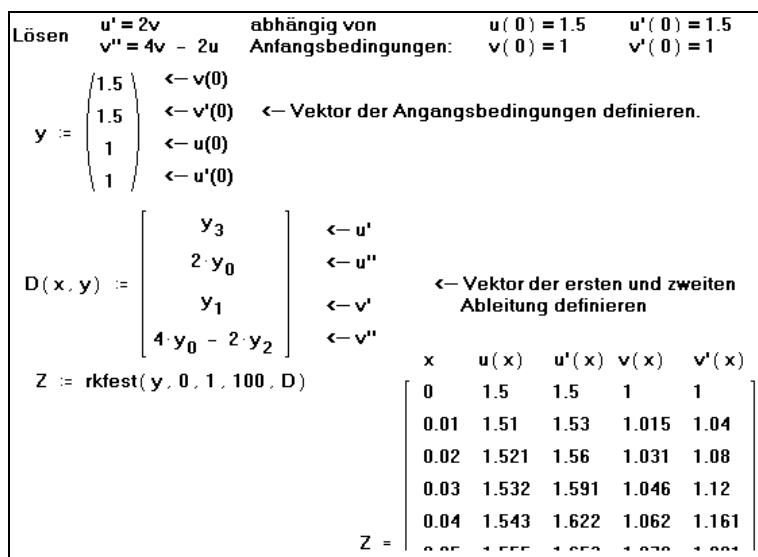 Lösen u' = 2v abhängig von u( 0 ) = 1.5 u'( 0 ) = 1.5
v'' = 4v - 2u Anfangsbedingungen: v( 0 ) = 1 v'( 0 ) = 1
1.5 <— v(0)
1.5 <— v'(0) <— Vektor der Angangsbedingungen definieren.
y :=
1 <— u(0)
1 <— u'(0)
y3 <— u'
2·y0 <— u''
D( x , y ) := <— Vektor der ersten und zweiten
y1 <— v' Ableitung definieren
4·y0 - 2·y2 <— v''
x u( x ) u'( x ) v( x ) v'( x )
Z := rkfest( y , 0 , 1 , 100 , D )
0 1.5 1.5 1 1
0.01 1.51 1.53 1.015 1.04
0.02 1.521 1.56 1.031 1.08
0.03 1.532 1.591 1.046 1.12
0.04 1.543 1.622 1.062 1.161
Z =